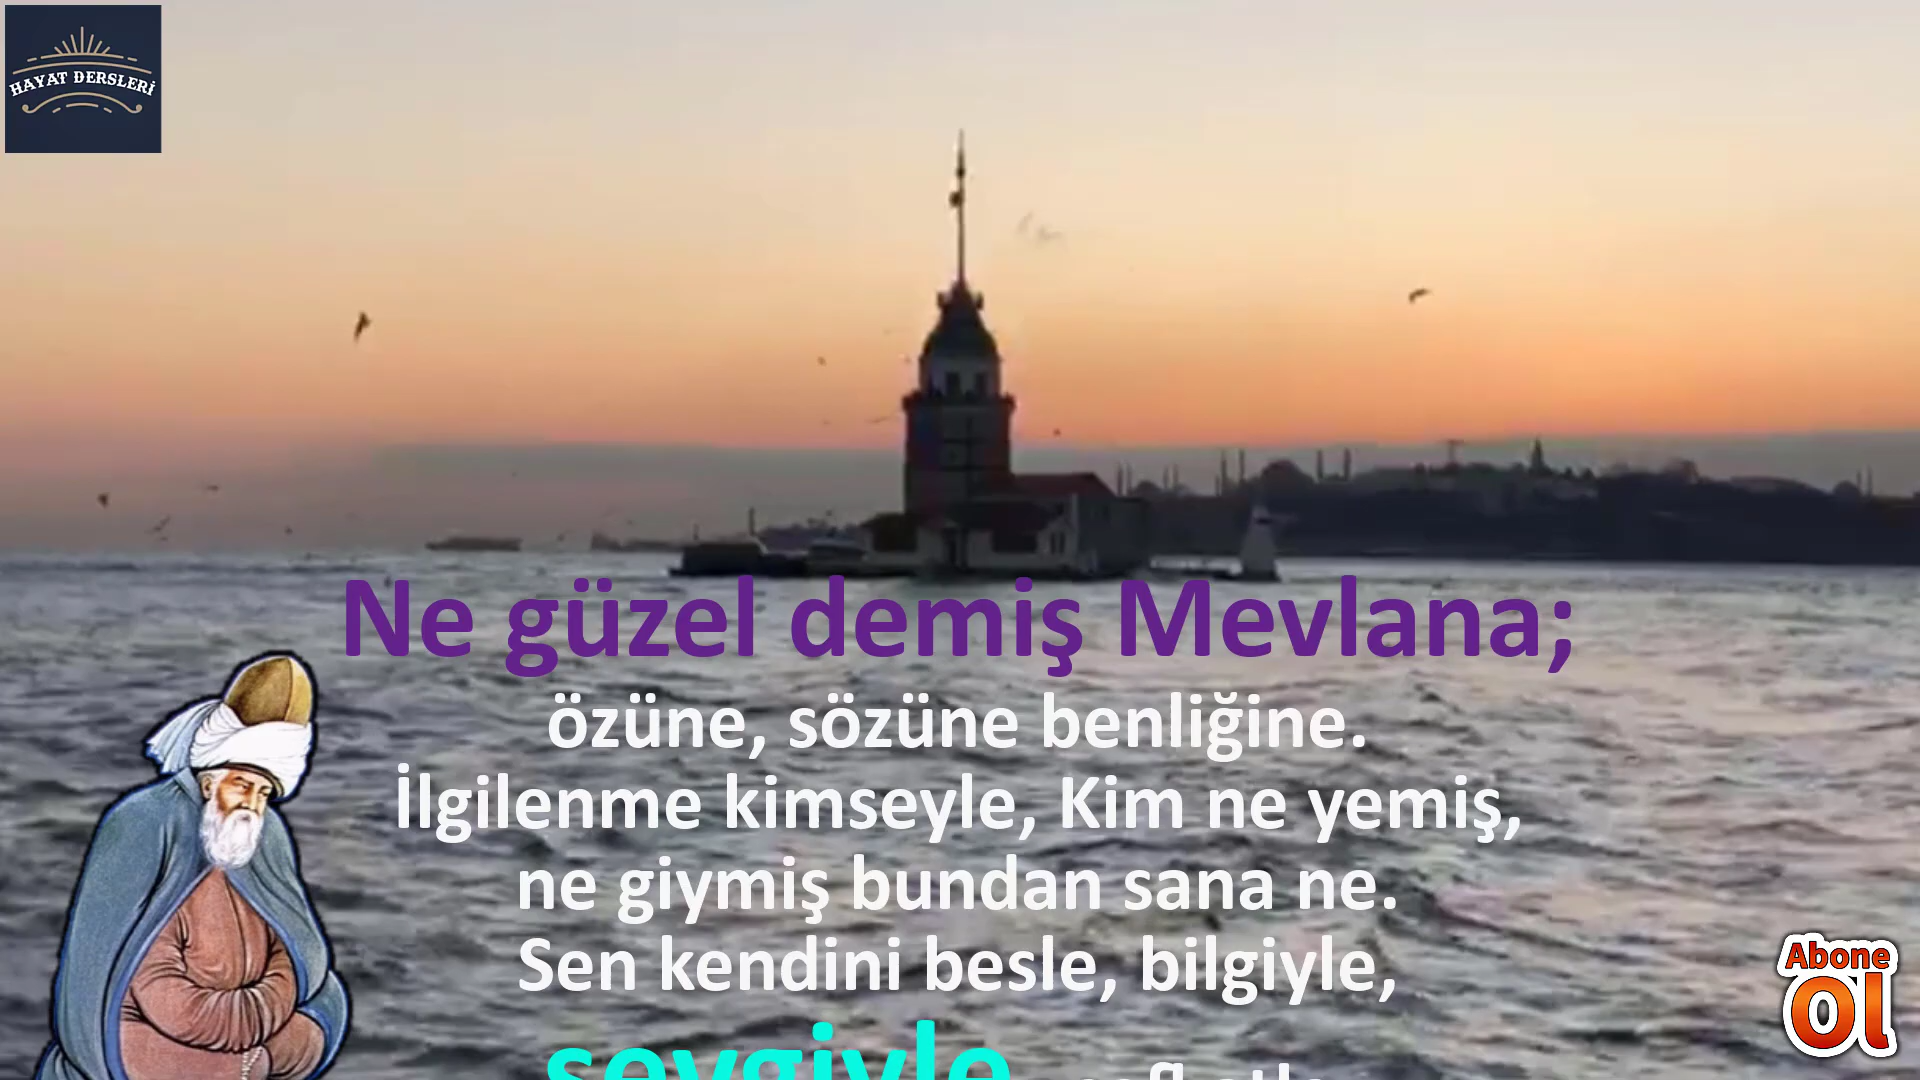 HAYAT DERSLERİ
Ne güzel demiş Mevlana;
özüne, sözüne benliğine.
İlgilenme kimseyle, Kim ne yemiş,
ne giymiş bundan sana ne.
Sen kendini besle, bilgiyle,
sevgiyle
Abone
Ol